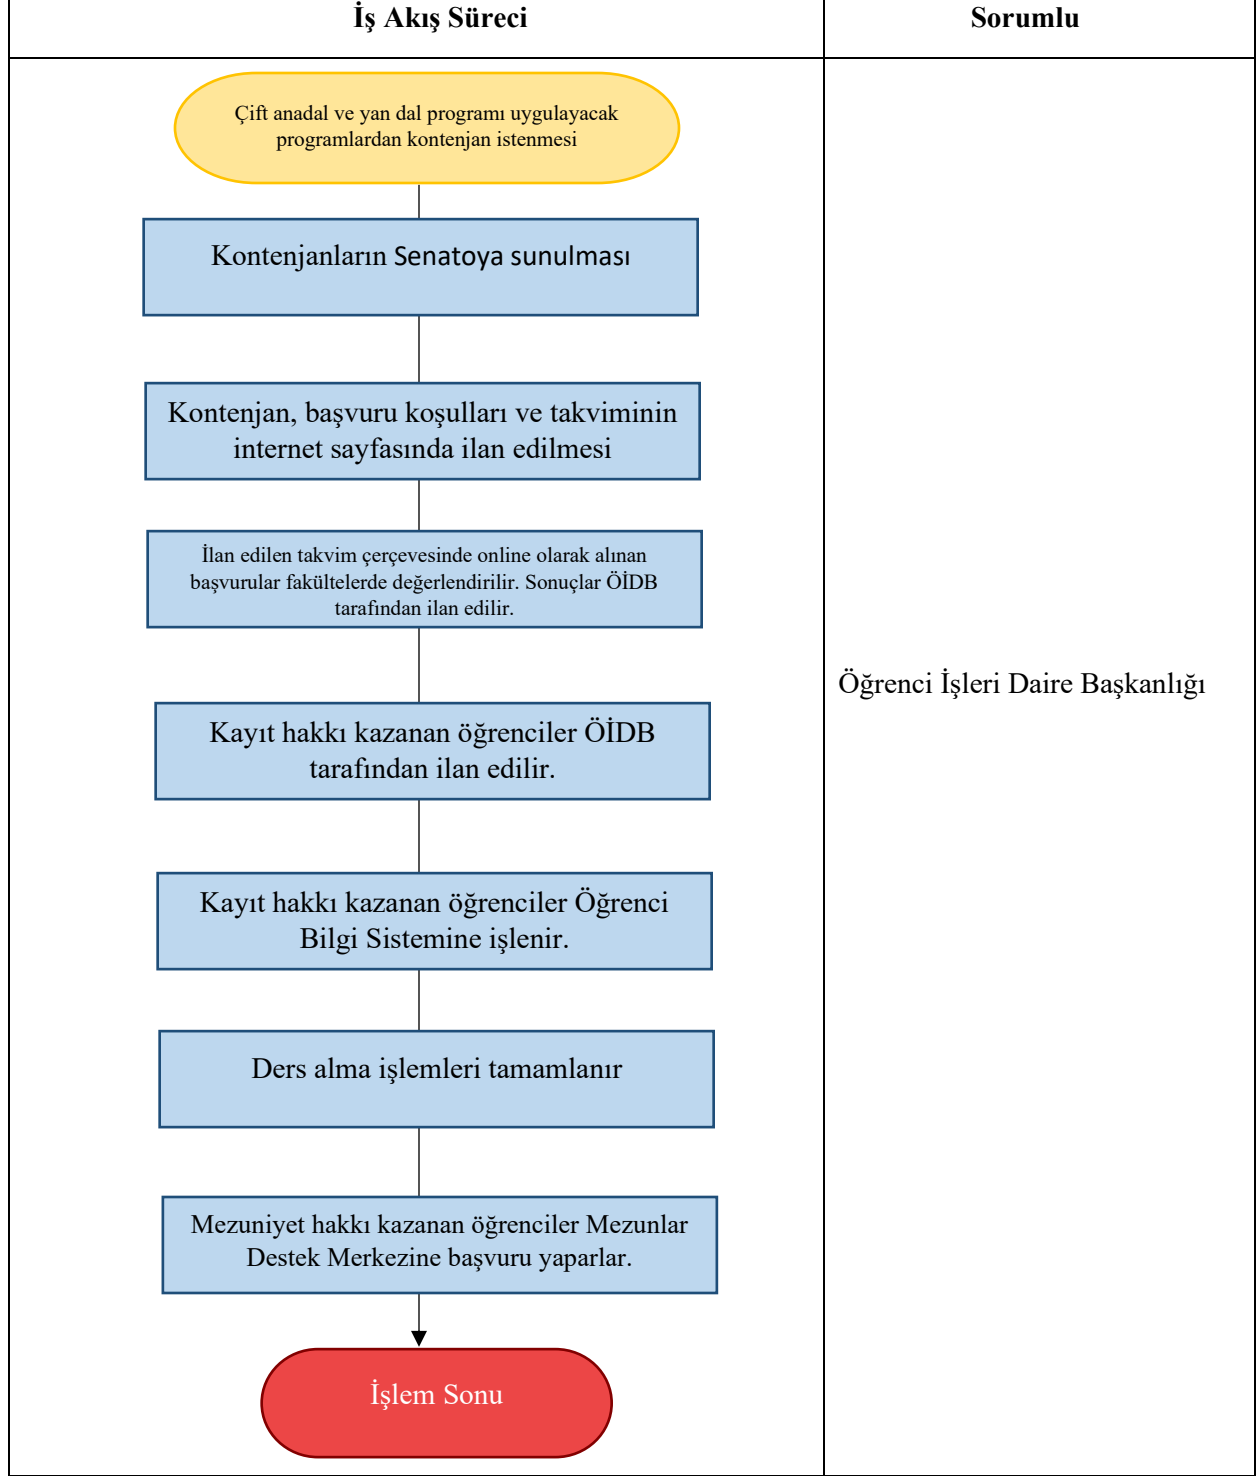 İş Akış Süreci
Sorumlu
Çift anadal ve yan dal programı uygulayacak
programlardan kontenjan istenmesi
Kontenjanların Senatoya sunulması
Kontenjan, başvuru koşulları ve takviminin
internet sayfasında ilan edilmesi
İlan edilen takvim çerçevesinde online olarak alınan
başvurular fakültelerde değerlendirilir. Sonuçlar ÖİDB
tarafından ilan edilir.
Öğrenci İşleri Daire Başkanlığı
Kayıt hakkı kazanan öğrenciler ÖİDB
tarafından ilan edilir.
Kayıt hakkı kazanan öğrenciler Öğrenci
Bilgi Sistemine işlenir.
Ders alma işlemleri tamamlanır
Mezuniyet hakkı kazanan öğrenciler Mezunlar
Destek Merkezine başvuru yaparlar.
İşlem Sonu